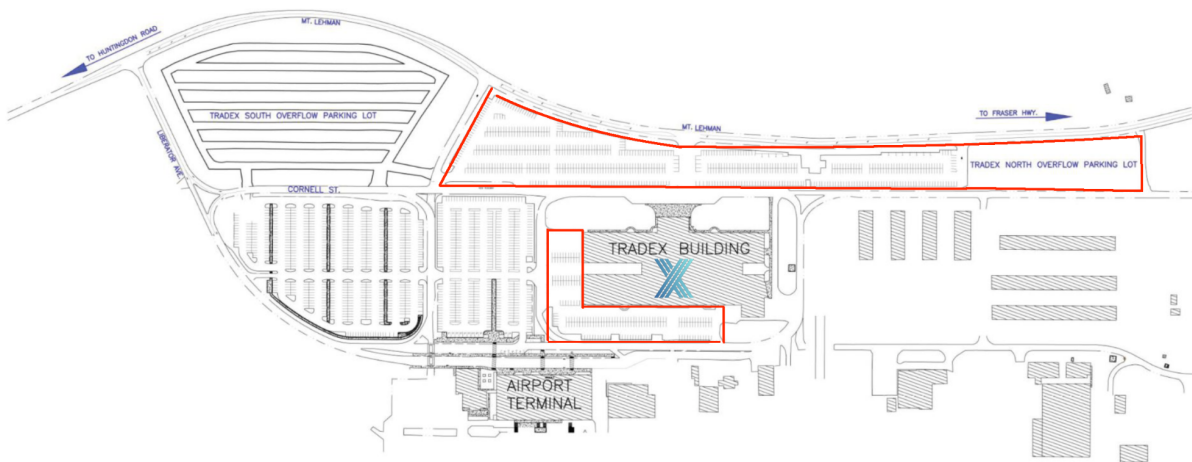 MT. LEHMAN
TO HUNTINGDON ROAD
TRADEX SOUTH OVERFLOW PARKING LOT
TO FRASER HWY.
MT. LEHMAN
LIBERATOR AVE.
TRADEX NORTH OVERFLOW PARKING LOT
CORNELL ST.
TRADEX BUILDING
AIRPORT
TERMINAL